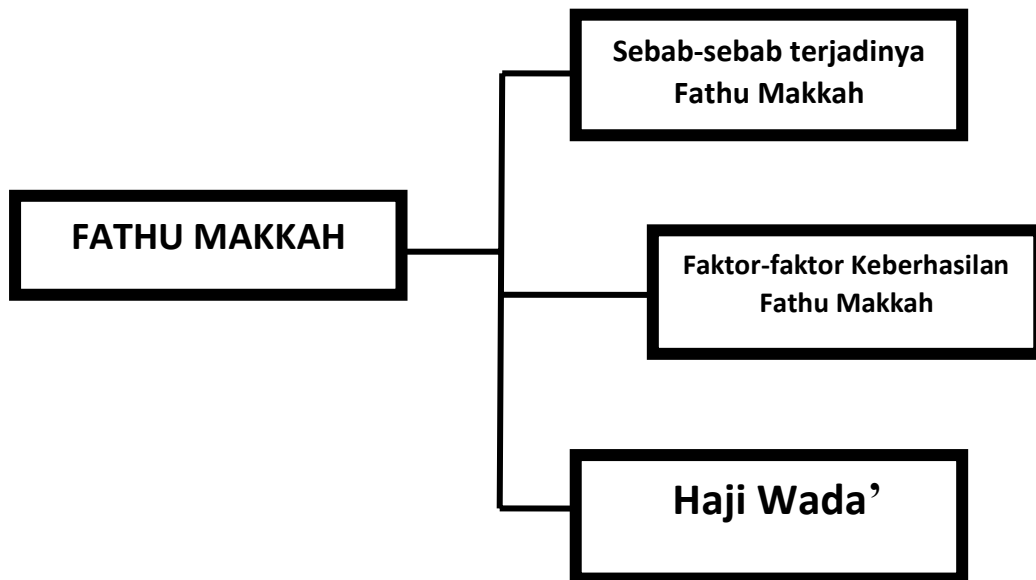 FATHU MAKKAH
Sebab-sebab terjadinya
Fathu Makkah
Faktor-faktor Keberhasilan
Fathu Makkah
Haji Wada’